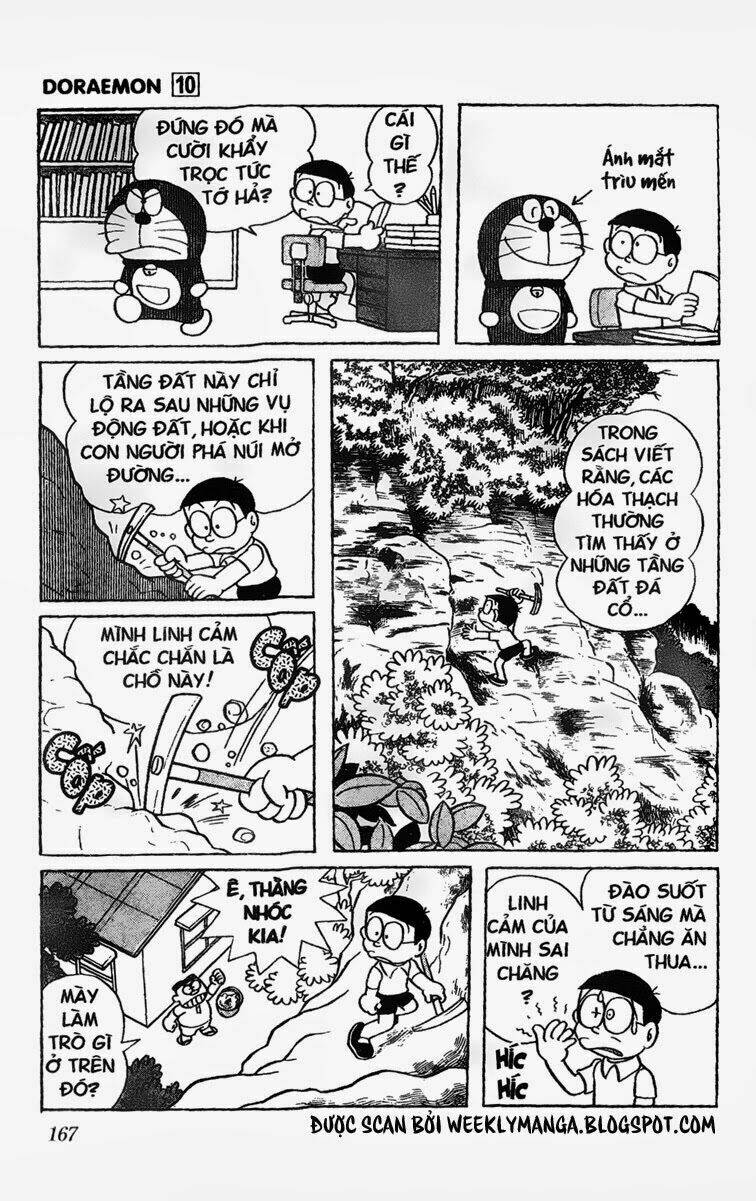 DORAEMON 10
Ánh mắt
trìu mến
CÁI
GÌ
THẾ
?
ĐỨNG ĐÓ MÀ
CƯỜI KHẨY
TRỌC TỨC
TỚ HẢ?
TRONG
SÁCH VIẾT
RẰNG, CÁC
HÓA THẠCH
THƯỜNG
TÌM THẤY Ở
NHỮNG TẦNG
ĐẤT ĐÁ
CỔ...
TẦNG ĐẤT NÀY CHỈ
LỘ RA SAU NHỮNG VỤ
ĐỘNG ĐẤT, HOẶC KHI
CON NGƯỜI PHÁ NÚI MỞ
ĐƯỜNG...
MÌNH LINH CẢM
CHẮC CHẮN LÀ
CHỖ NÀY!
ĐÀO SUỐT
TỪ SÁNG MÀ
CHẲNG ĂN
THUA...
LINH
CẢM CỦA
MÌNH SAI
CHĂNG
?
HÍC
HÍC
Ê, THẰNG
NHÓC
KIA!
MÀY
LÀM
TRÒ GÌ
Ở TRÊN
ĐÓ?
167
ĐƯỢC SCAN BỞI WEEKLYMANGA.BLOGSPOT.COM